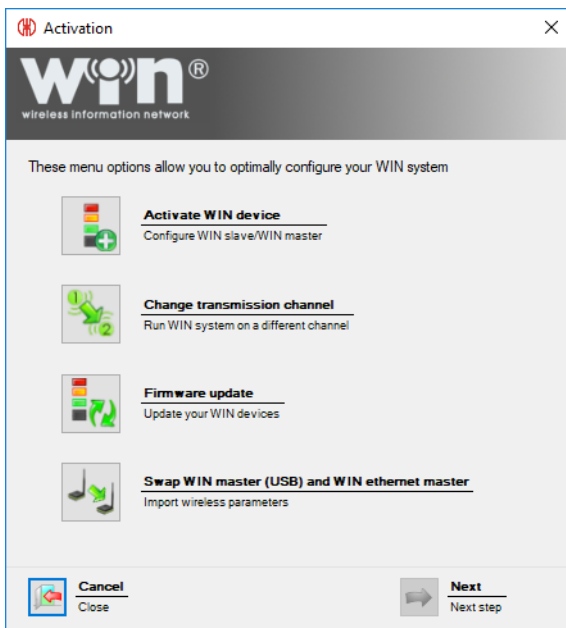 Activation
WIN®
wireless information network
These menu options allow you to optimally configure your WIN system
Activate WIN device
Configure WIN slave/WIN master
Change transmission channel
Run WIN system on a different channel
Firmware update
Update your WIN devices
Swap WIN master (USB) and WIN ethernet master
Import wireless parameters
Cancel
Close
Next
Next step